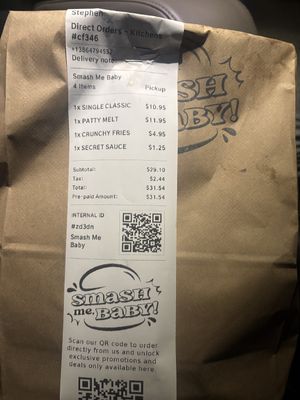 Stephen
Direct Orders - Kitchens
#cf346
+13864794552
Delivery note:
Smash Me Baby
4 Items Pickup
1x SINGLE CLASSIC $10.95
1x PATTY MELT $11.95
1x CRUNCHY FRIES $4.95
1x SECRET SAUCE $1.25
Subtotal: $29.10
Tax: $2.44
Total: $31.54
Pre-paid Amount: $31.54
INTERNAL ID
#zd3dn
Smash Me
Baby
SMASH
me, BABY!
Scan our QR code to order
directly from us and unlock
exclusive promotions and
deals only available here.
SMASH
BABY!